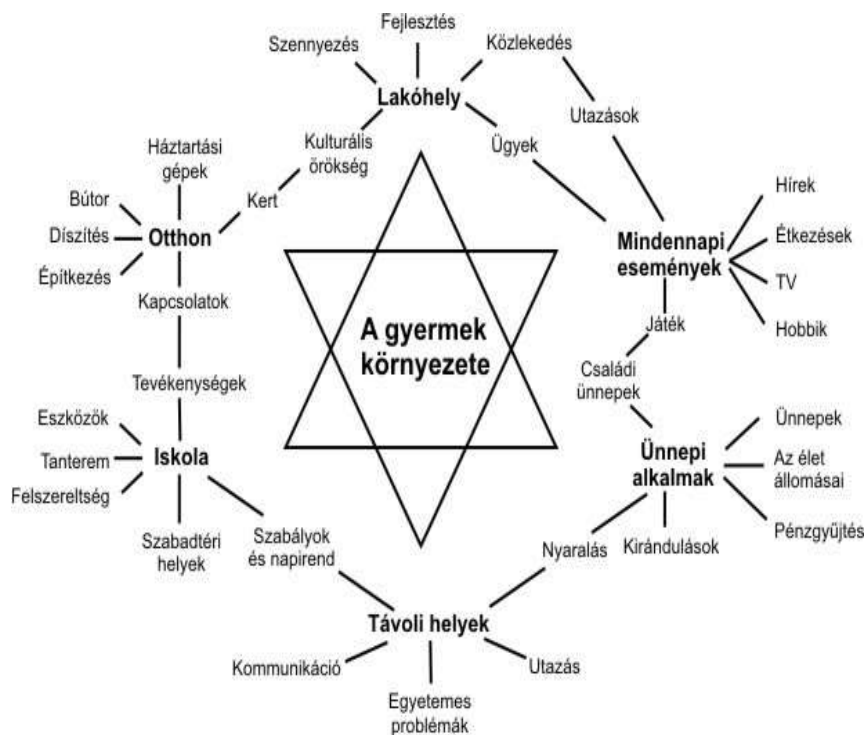 Fejlesztés
Szennyezés
Közlekedés
Lakóhely
Utazások
Kulturális
örökség
Ügyek
Háztartási
gépek
Kert
Bútor
Díszítés
Otthon
Építkezés
Kapcsolatok
Hírek
Mindennapi
események
Étkezések
TV
Hobbik
Játék
A gyermek
környezete
Családi
ünnepek
Tevékenységek
Eszközök
Tanterem
Iskola
Felszereltség
Szabadtéri
helyek
Szabályok
és napirend
Ünnepi
alkalmak
Ünnepek
Az élet
állomásai
Pénzgyűjtés
Nyaralás
Kirándulások
Távoli helyek
Kommunikáció
Utazás
Egyetemes
problémák